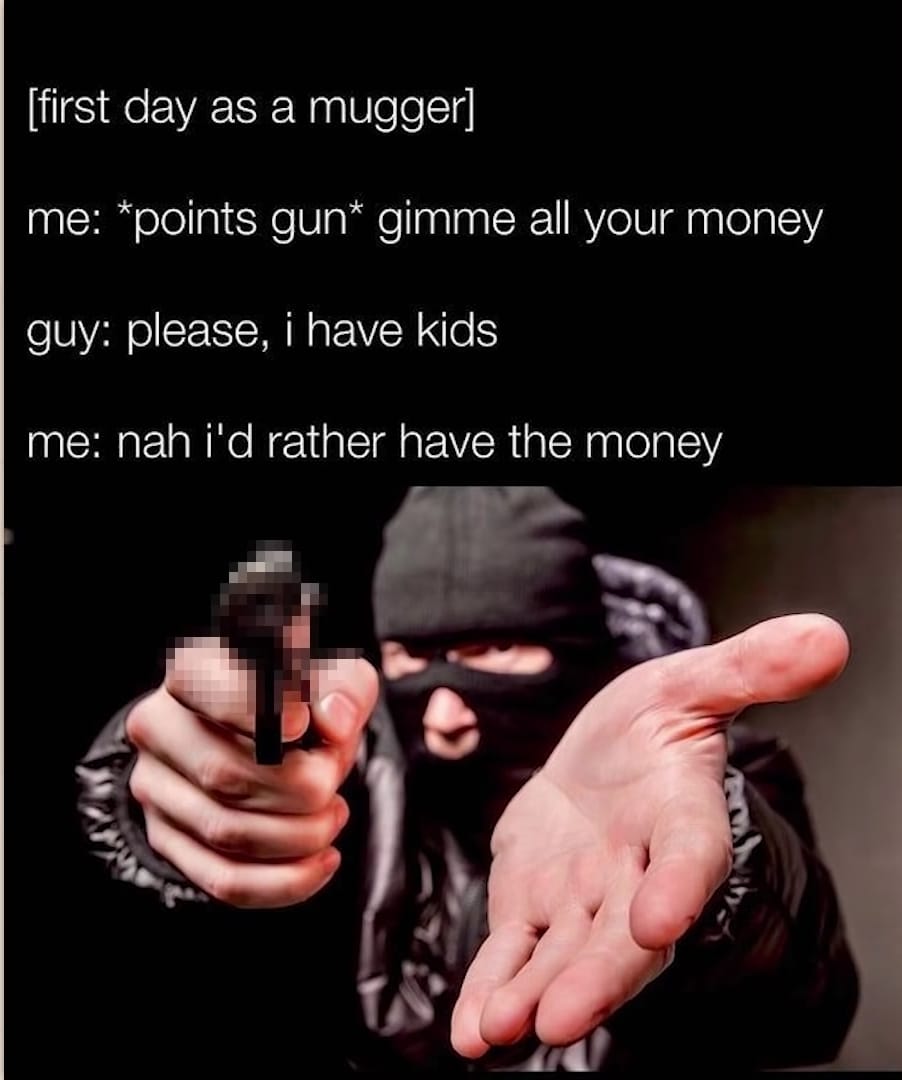 [first day as a mugger]
me: *points gun* gimme all your money
guy: please, i have kids
me: nah i'd rather have the money